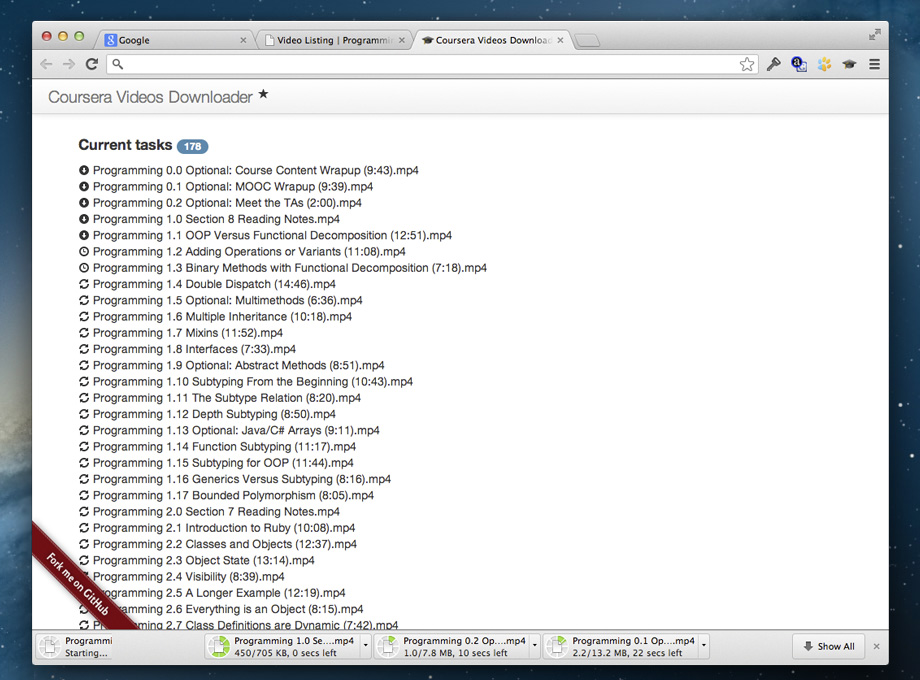 Google
Video Listing | Programmin
Coursera Videos Download
Coursera Videos Downloader ★
Current tasks 178
Programming 0.0 Optional: Course Content Wrapup (9:43).mp4
Programming 0.1 Optional: MOOC Wrapup (9:39).mp4
Programming 0.2 Optional: Meet the TAs (2:00).mp4
Programming 1.0 Section 8 Reading Notes.mp4
Programming 1.1 OOP Versus Functional Decomposition (12:51).mp4
Programming 1.2 Adding Operations or Variants (11:08).mp4
Programming 1.3 Binary Methods with Functional Decomposition (7:18).mp4
Programming 1.4 Double Dispatch (14:46).mp4
Programming 1.5 Optional: Multimethods (6:36).mp4
Programming 1.6 Multiple Inheritance (10:18).mp4
Programming 1.7 Mixins (11:52).mp4
Programming 1.8 Interfaces (7:33).mp4
Programming 1.9 Optional: Abstract Methods (8:51).mp4
Programming 1.10 Subtyping From the Beginning (10:43).mp4
Programming 1.11 The Subtype Relation (8:20).mp4
Programming 1.12 Depth Subtyping (8:50).mp4
Programming 1.13 Optional: Java/C# Arrays (9:11).mp4
Programming 1.14 Function Subtyping (11:17).mp4
Programming 1.15 Subtyping for OOP (11:44).mp4
Programming 1.16 Generics Versus Subtyping (8:16).mp4
Programming 1.17 Bounded Polymorphism (8:05).mp4
Programming 2.0 Section 7 Reading Notes.mp4
Programming 2.1 Introduction to Ruby (10:08).mp4
Programming 2.2 Classes and Objects (12:37).mp4
Programming 2.3 Object State (13:14).mp4
Programming 2.4 Visibility (8:39).mp4
gramming 2.5 A Longer Example (12:19).mp4
amming 2.6 Everything is an Object (8:15).mp4
ming 2.7 Class Definitions are Dynamic (7:42).mp4
Fork me on GitHub
Programmi
Starting...
Programming 1.0 Se....mp4
450/705 KB, 0 secs left
Programming 0.2 Op....mp4
1.0/7.8 MB, 10 secs left
Programming 0.1 Op....mp4
2.2/13.2 MB, 22 secs left
Show All